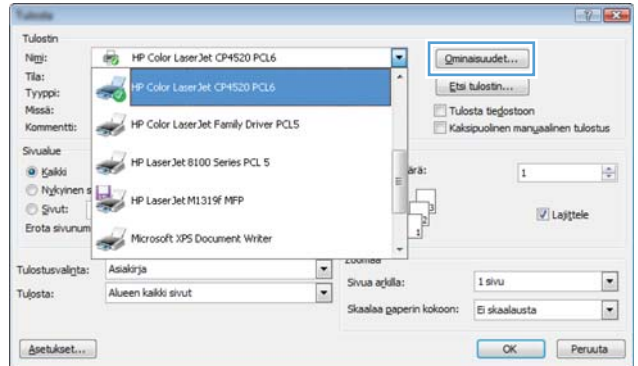 Tulosta
Tulostin
Nimi: HP Color LaserJet CP4520 PCL6 Ominaisuudet...
Tila: HP Color LaserJet CP4520 PCL6 Etsi tulostin...
Tyyppi:
Missä: Tulosta tiedostoon
Kommentti: HP Color LaserJet Family Driver PCL5 Kaksipuolinen manuaalinen tulostus
Sivualue HP LaserJet 8100 Series PCL 5
Kaikki 1
Nykyinen s HP LaserJet M1319f MFP
Sivut: Lajittele
Erota sivunum Microsoft XPS Document Writer
Tulostusvalinta: Asiakirja Zoomaa
Tulosta: Alueen kaikki sivut Sivua arkilla: 1 sivu
Skaalaa paperin kokoon: Ei skaalausta
Asetukset... OK Peruuta